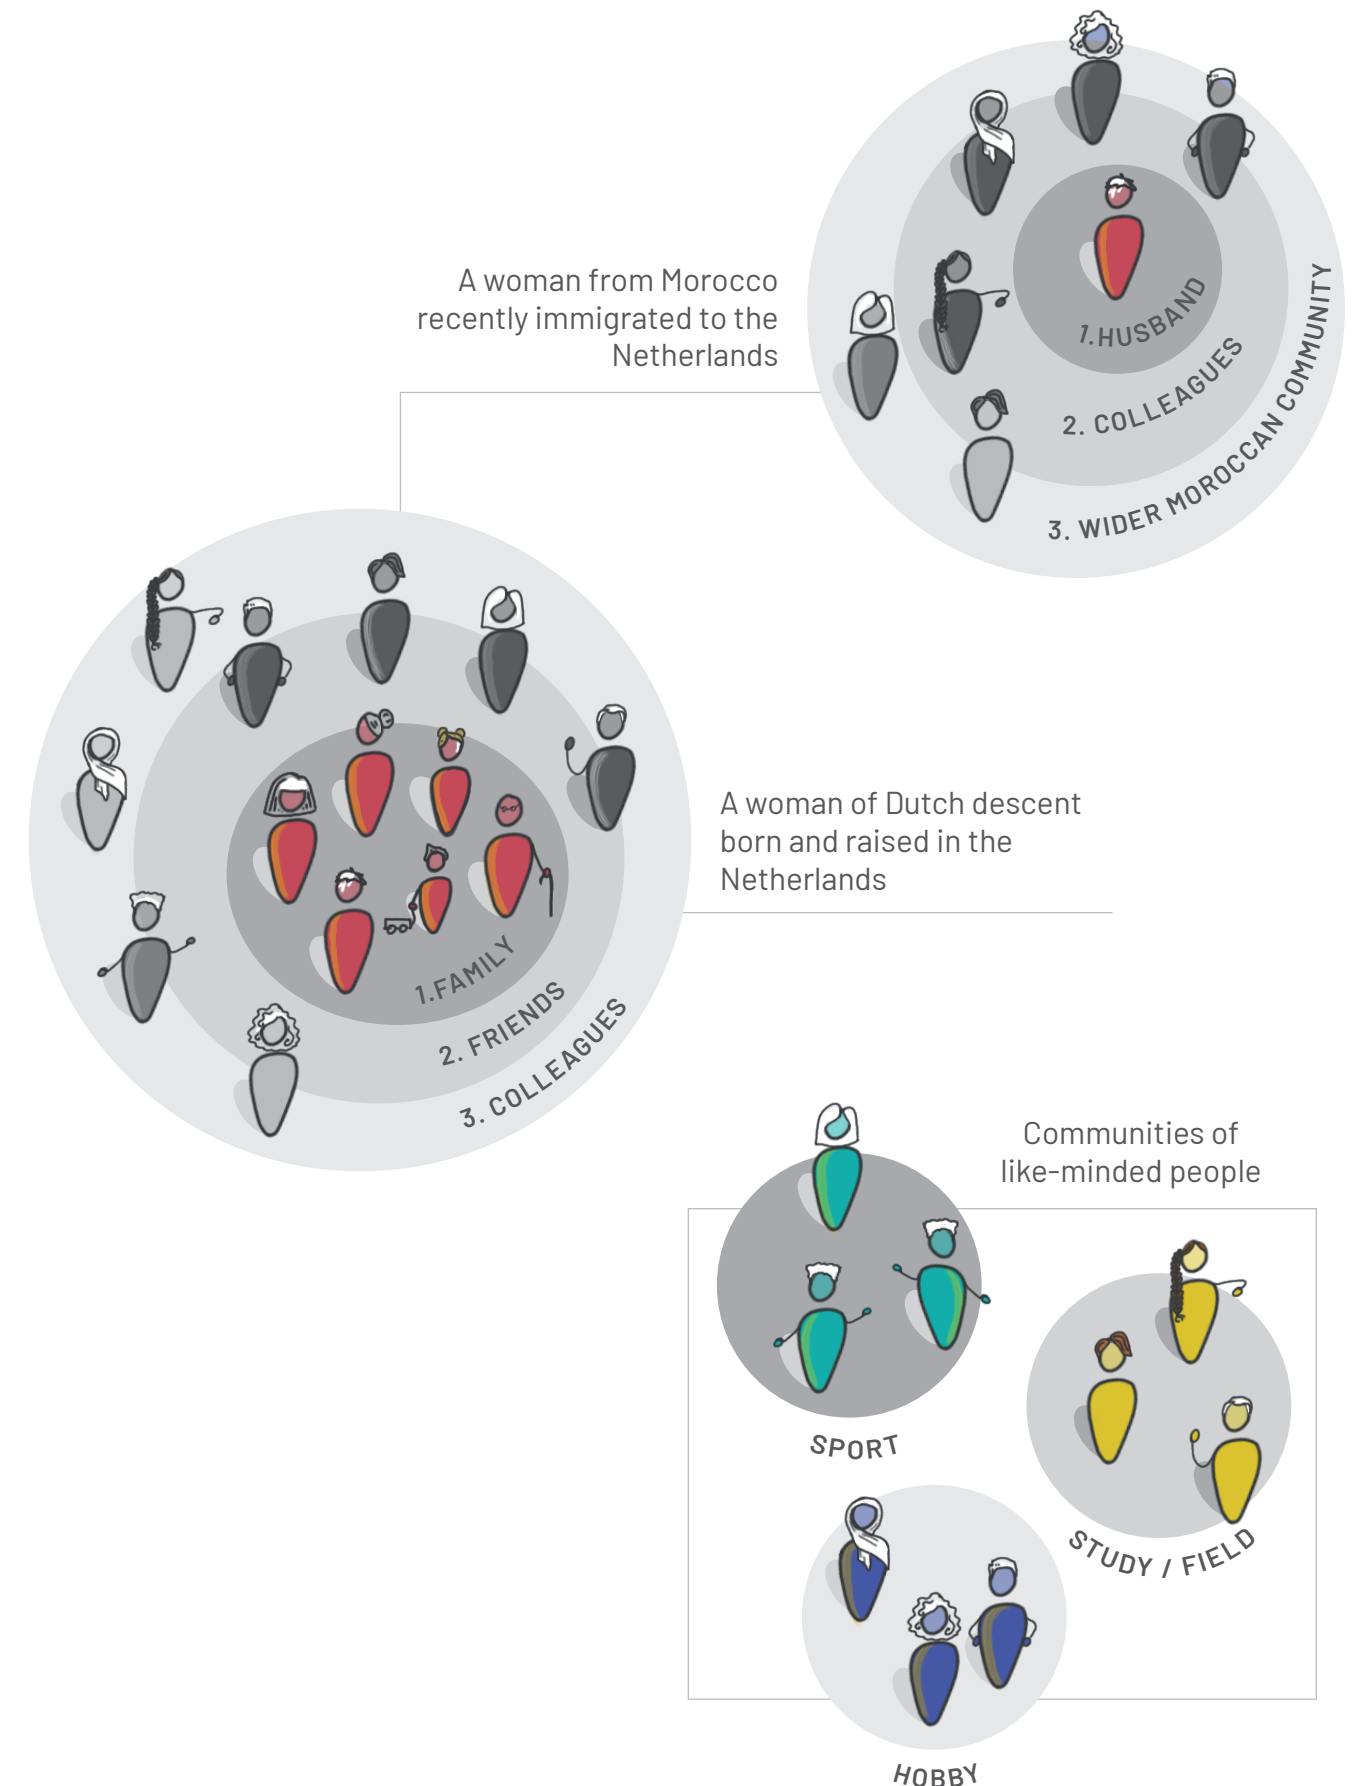 A woman from Morocco
recently immigrated to the
Netherlands
1.HUSBAND
2. COLLEAGUES
3. WIDER MOROCCAN COMMUNITY
A woman of Dutch descent
born and raised in the
Netherlands
1.FAMILY
2. FRIENDS
3. COLLEAGUES
Communities of
like-minded people
SPORT
STUDY / FIELD
HOBBY